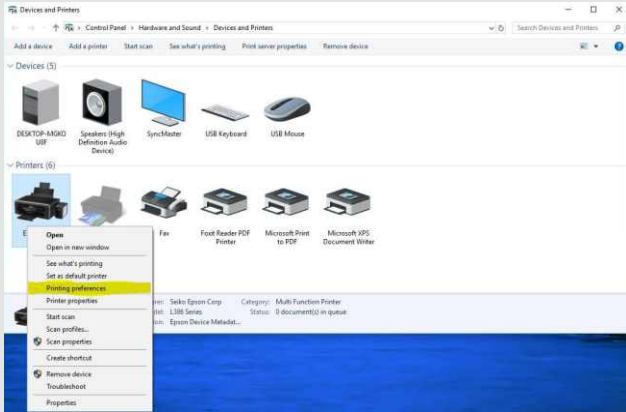 Devices and Printers
Control Panel > Hardware and Sound > Devices and Printers
Search Devices and Printers
Add a device Add a printer Start scan See what's printing Print server properties Remove device
Devices (5)
DESKTOP-MGKO
U8F
Speakers (High
Definition Audio
Device)
SyncMaster
USB Keyboard
USB Mouse
Printers (6)
Fax
Foxit Reader PDF
Printer
Microsoft Print
to PDF
Microsoft XPS
Document Writer
Open
Open in new window
See what's printing
Set as default printer
Printing preferences
Printer properties
Start scan
Scan profiles...
Scan properties
Create shortcut
Remove device
Troubleshoot
Properties
Seiko Epson Corp Category: Multi Function Printer
L386 Series Status: 0 document(s) in queue
Epson Device Metadat...